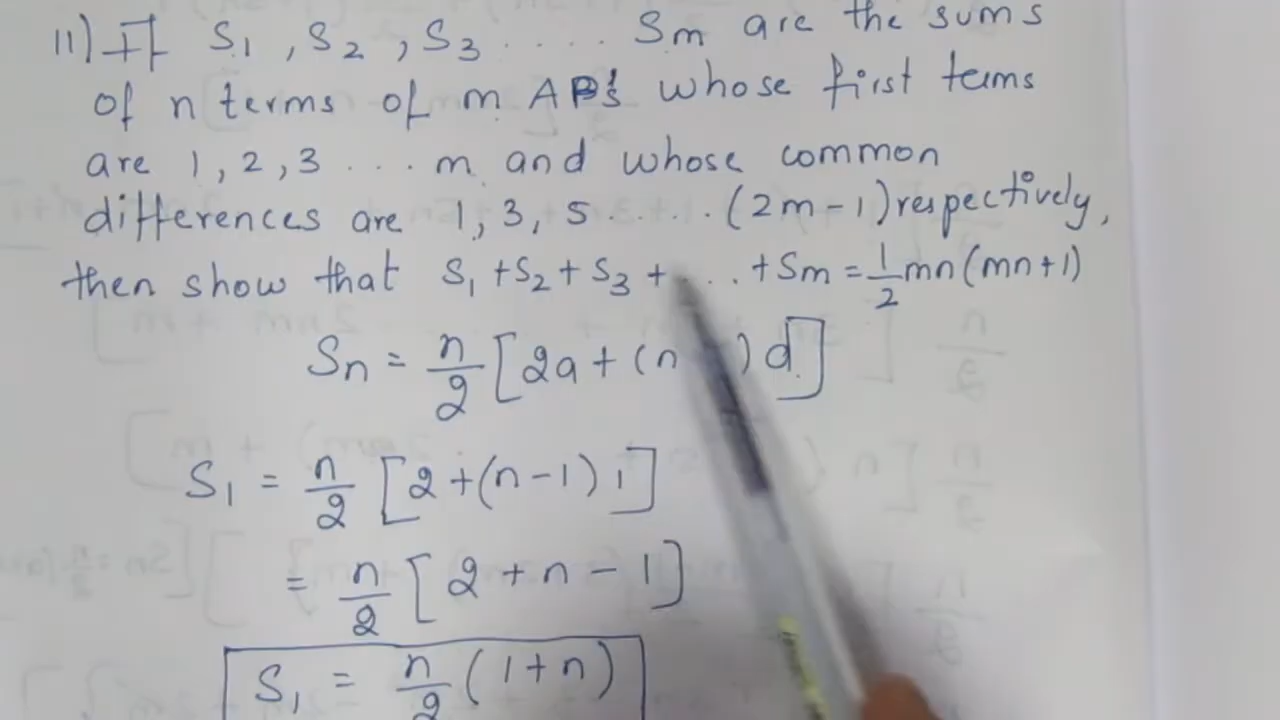 11) If S₁ , S₂ , S₃ ..... Sm are the sums
of n terms of m AP's whose first terms
are 1, 2, 3 .... m and whose common
differences are 1, 3, 5 ..... (2m-1) respectively,
then show that S₁ + S₂ + S₃ + ... + Sm = 1/2 mn(mn+1)
Sn = n/2 [2a + (n ) d]
S₁ = n/2 [2 + (n-1) 1]
= n/2 [2 + n - 1]
S₁ = n/2 (1+n)